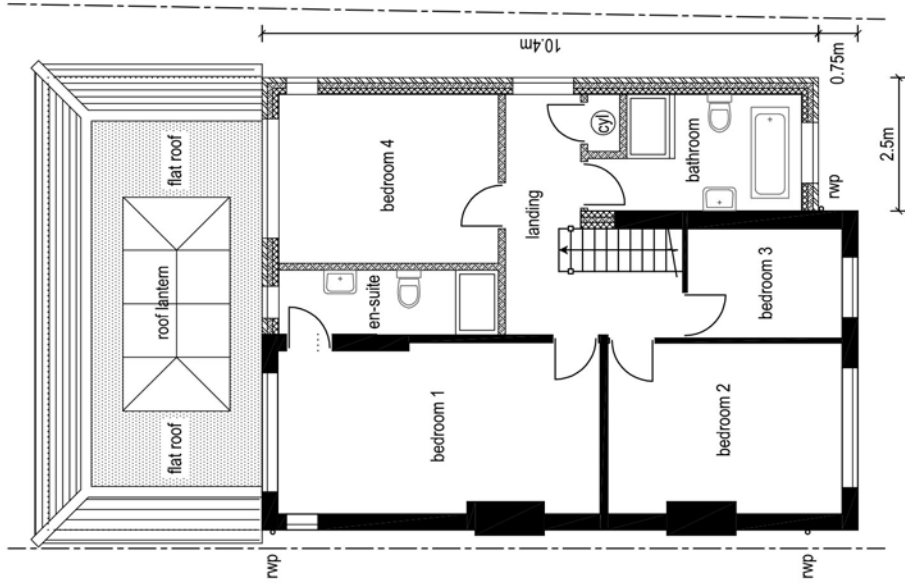 flat roof
roof lantern
flat roof
10.4m
0.75m
2.5m
bedroom 4
en-suite
landing
cyl
bathroom
rwp
bedroom 1
bedroom 2
bedroom 3
rwp
rwp